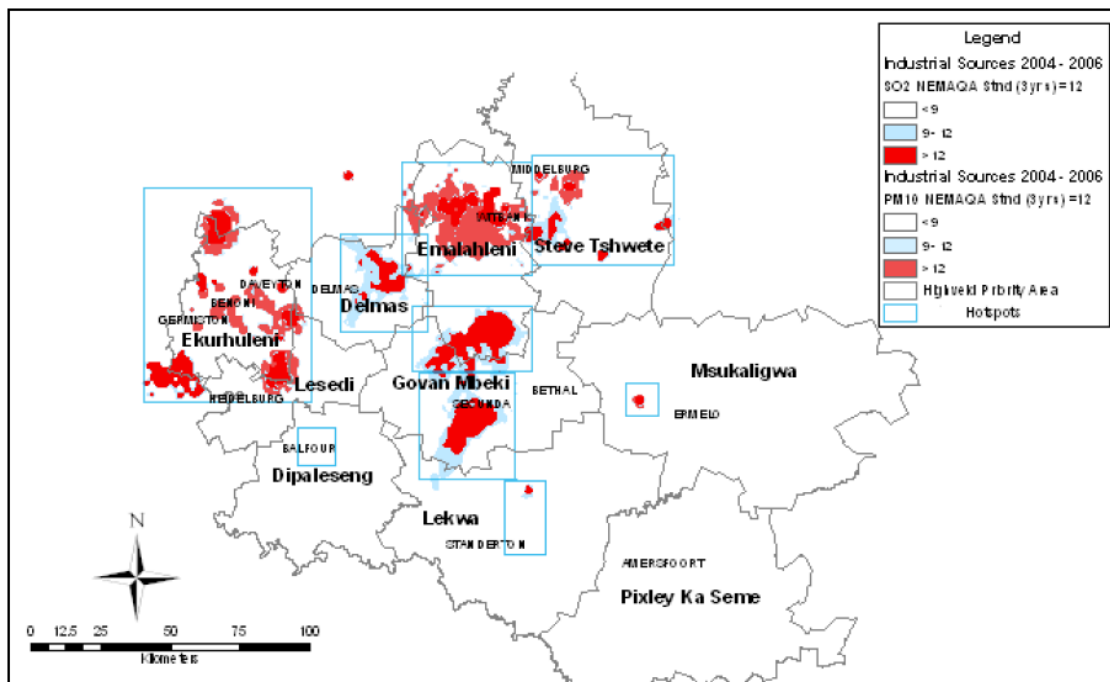 Legend
Industrial Sources 2004 - 2006
SO2 NEMAQA Stnd (3yrs) = 12
< 9
9 - 12
> 12
Industrial Sources 2004 - 2006
PM10 NEMAQA Stnd (3yrs) = 12
< 9
9 - 12
> 12
Highveld Priority Area
Hotspots
MIDDELBURG
WITBANK
Emalahleni
Steve Tshwete
DAVEYTON
DELMAS
Delmas
BENONI
GERMISTON
Ekurhuleni
Lesedi
HEIDELBURG
Govan Mbeki
SECUNDA
BETHAL
Msukaligwa
ERMELO
BALFOUR
Dipaleseng
Lekwa
STANDERTON
AMERSFOORT
Pixley Ka Seme
N
0 12.5 25 50 75 100
Kilometers